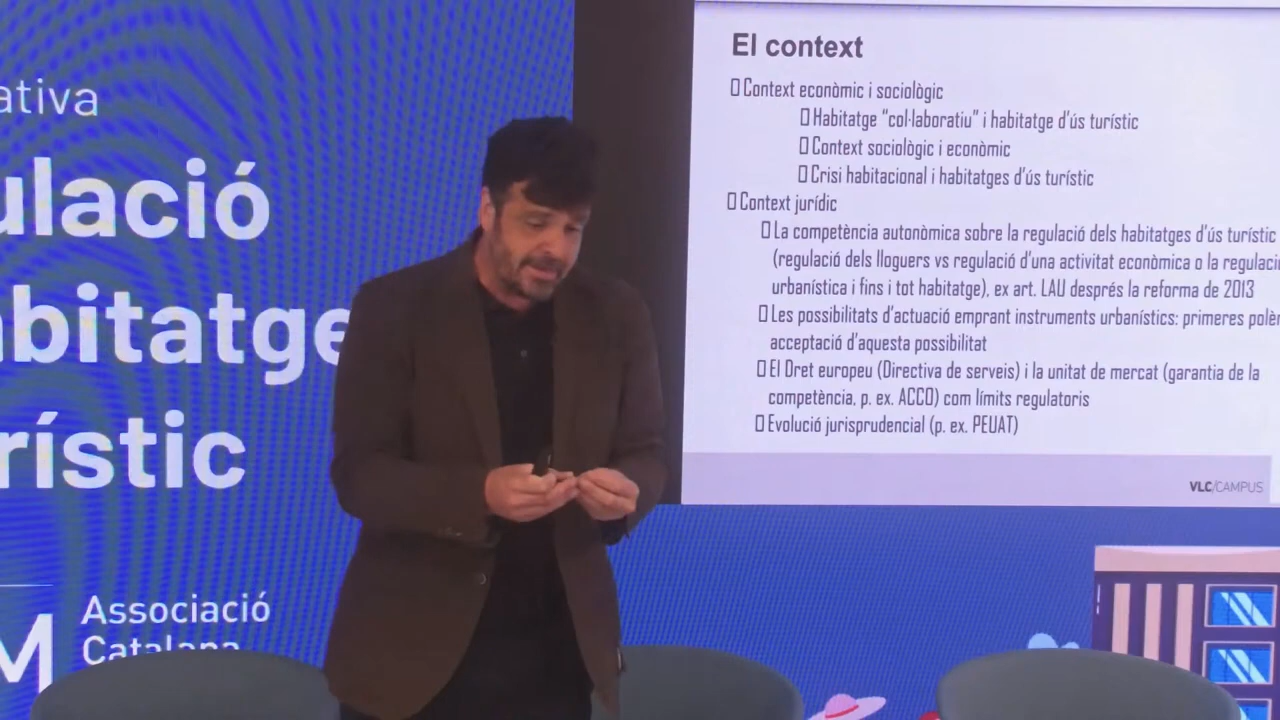 ativa
ulació
abitatge
rístic
M
Associació
Catalana
El context
Context econòmic i sociològic
Habitatge "col·laboratiu" i habitatge d'ús turístic
Context sociològic i econòmic
Crisi habitacional i habitatges d'ús turístic
Context jurídic
La competència autonòmica sobre la regulació dels habitatges d'ús turístic
(regulació dels lloguers vs regulació d'una activitat econòmica o la regulaci
urbanística i fins i tot habitatge), ex art. LAU després la reforma de 2013
Les possibilitats d'actuació emprant instruments urbanístics: primeres polèm
acceptació d'aquesta possibilitat
El Dret europeu (Directiva de serveis) i la unitat de mercat (garantia de la
competència, p. ex. ACCO) com límits regulatoris
Evolució jurisprudencial (p. ex. PEUAT)
VLC/CAMPUS